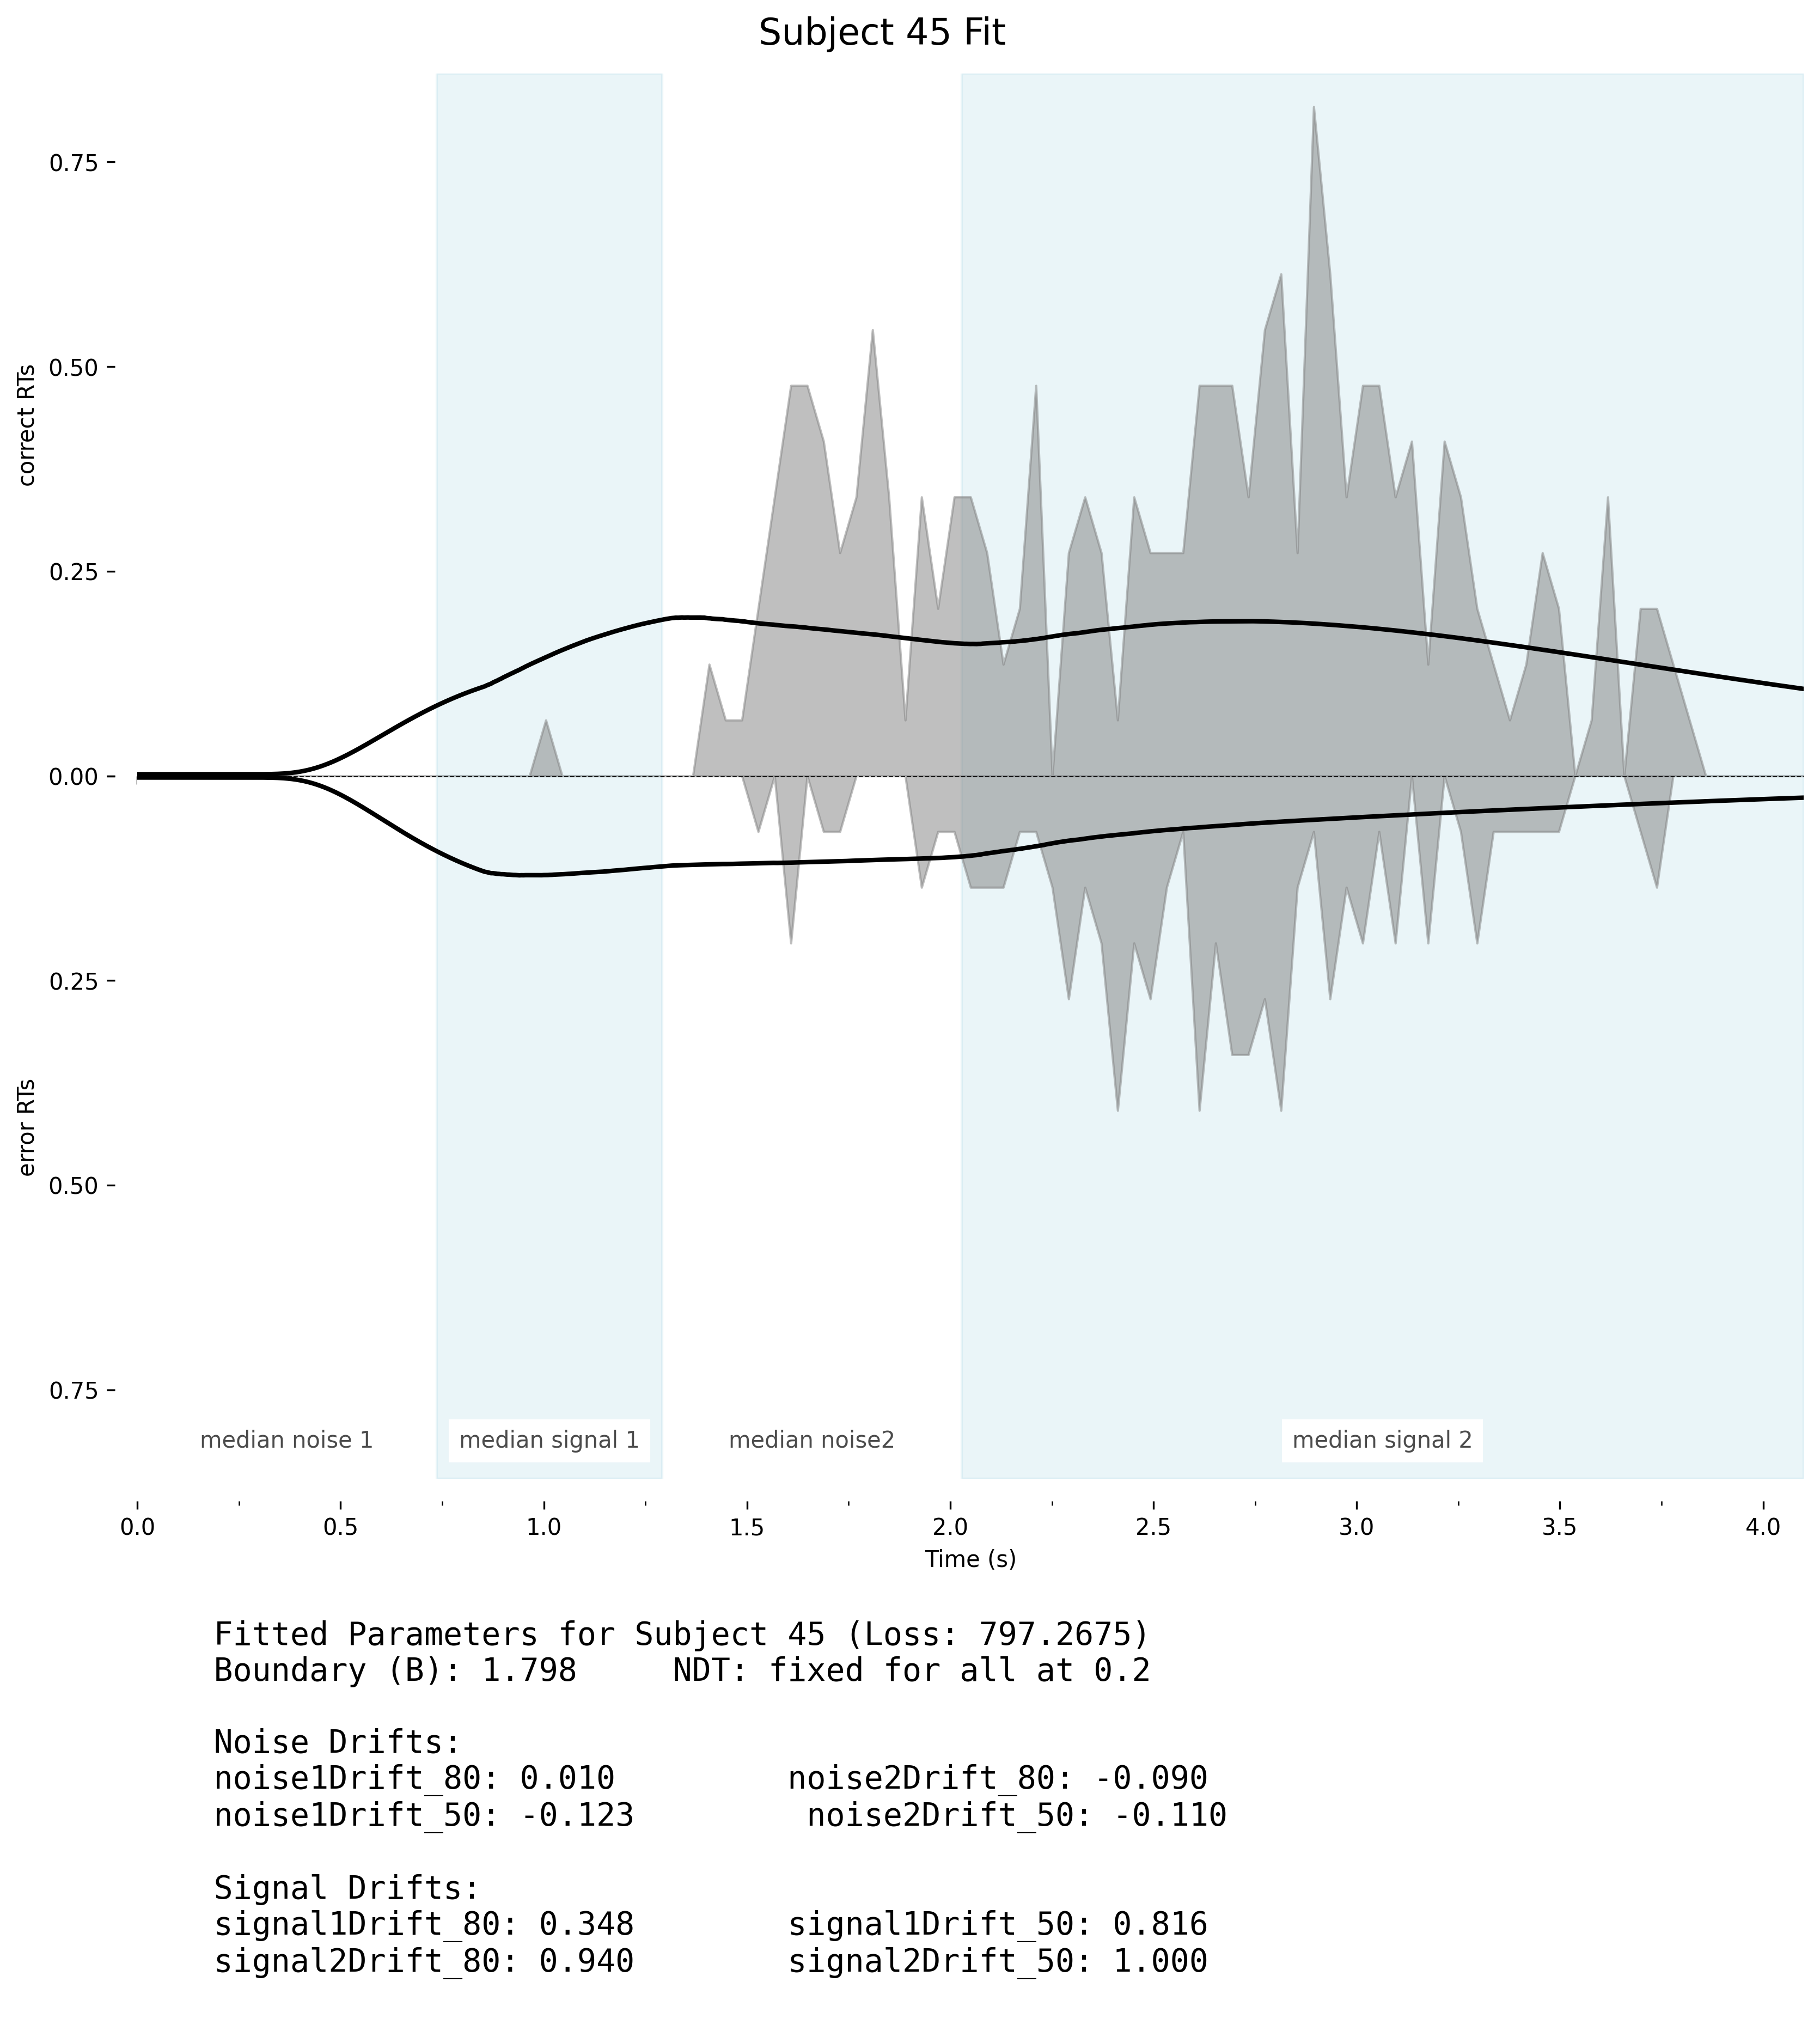 Subject 45 Fit
0.75
0.50
0.25
0.00
0.25
0.50
0.75
correct RTs
error RTs
median noise 1 median signal 1 median noise2 median signal 2
0.0 0.5 1.0 1.5 2.0 2.5 3.0 3.5 4.0
Time (s)
Fitted Parameters for Subject 45 (Loss: 797.2675)
Boundary (B): 1.798 NDT: fixed for all at 0.2
Noise Drifts:
noise1Drift_80: 0.010 noise2Drift_80: -0.090
noise1Drift_50: -0.123 noise2Drift_50: -0.110
Signal Drifts:
signal1Drift_80: 0.348 signal1Drift_50: 0.816
signal2Drift_80: 0.940 signal2Drift_50: 1.000